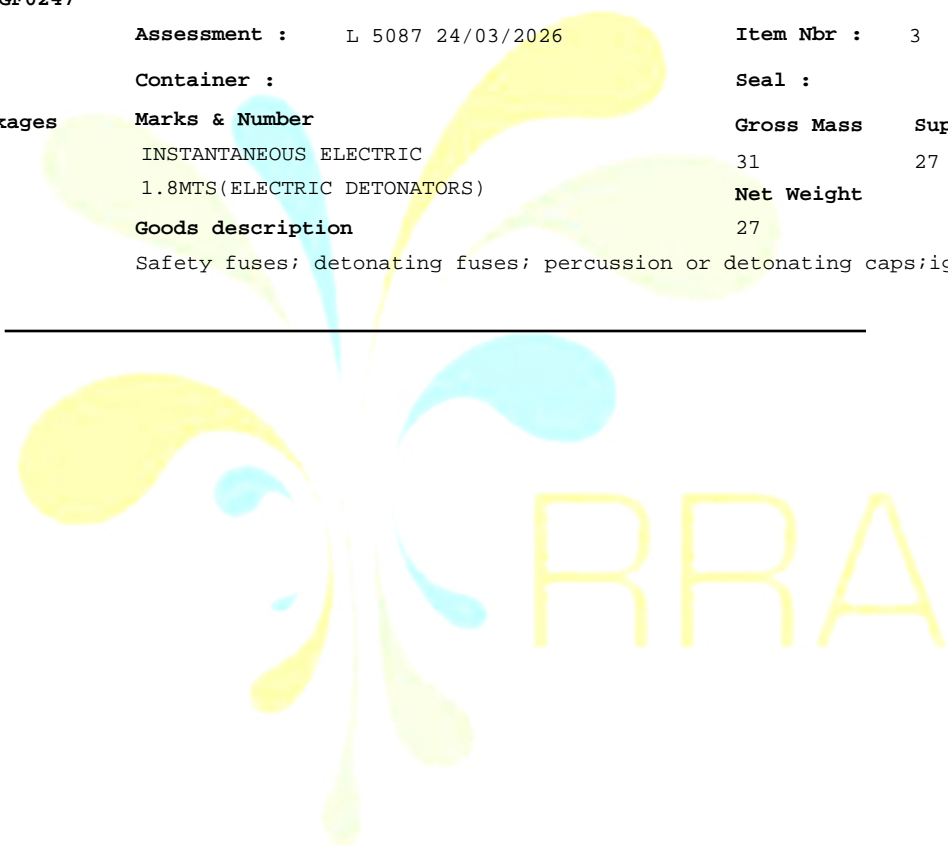 Assessment : L 5087 24/03/2026 Item Nbr : 3
Container : Seal :
Marks & Number Gross Mass
INSTANTANEOUS ELECTRIC 31 27
1.8MTS(ELECTRIC DETONATORS) Net Weight
Goods description 27
Safety fuses; detonating fuses; percussion or detonating caps;
RRA